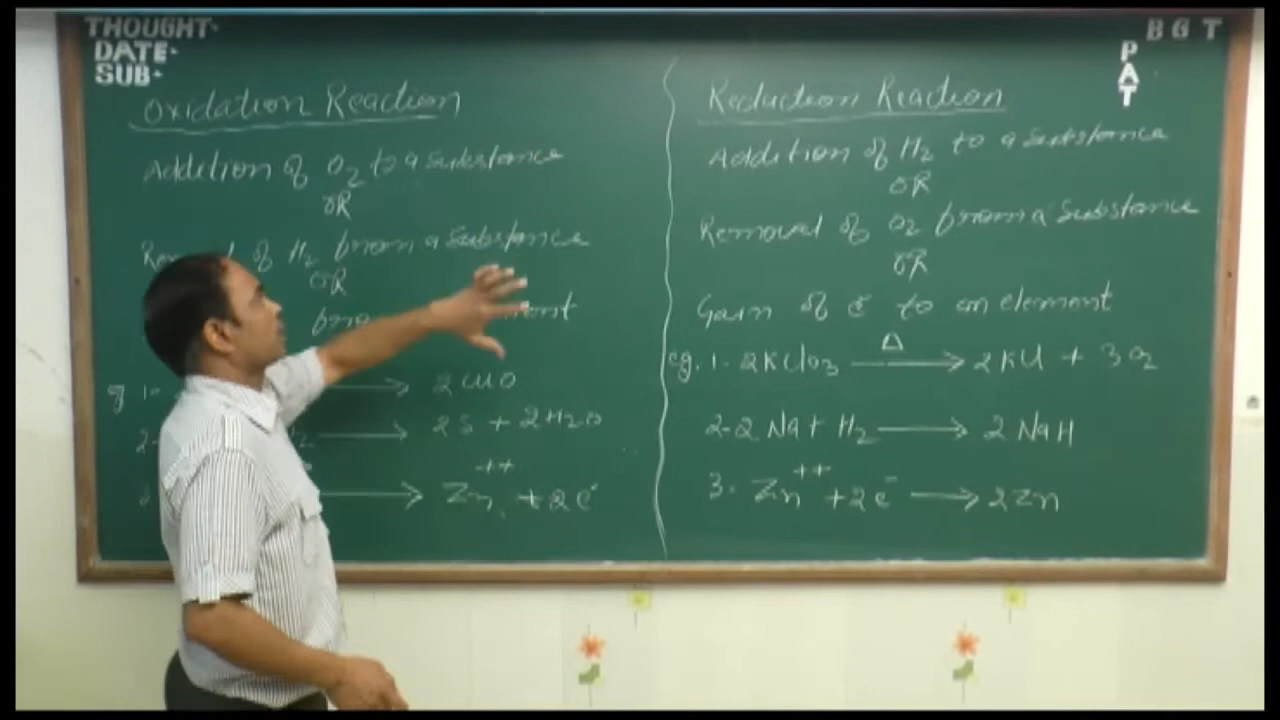 THOUGHT-
DATE-
SUB-
B G T
P
A
T
Oxidation Reaction
Addition of O₂ to a substance
OR
of H₂ from a substance
OR
⟶ 2CuO
⟶ 2S + 2H₂O
⟶ Zn⁺⁺ + 2e⁻
Reduction Reaction
Addition of H₂ to a substance
OR
Removal of O₂ from a substance
OR
Gain of e⁻ to an element
eg. 1. 2KClO₃ —Δ→ 2KCl + 3O₂
2- 2Na + H₂ ⟶ 2NaH
3. Zn⁺⁺ + 2e⁻ ⟶ 2Zn